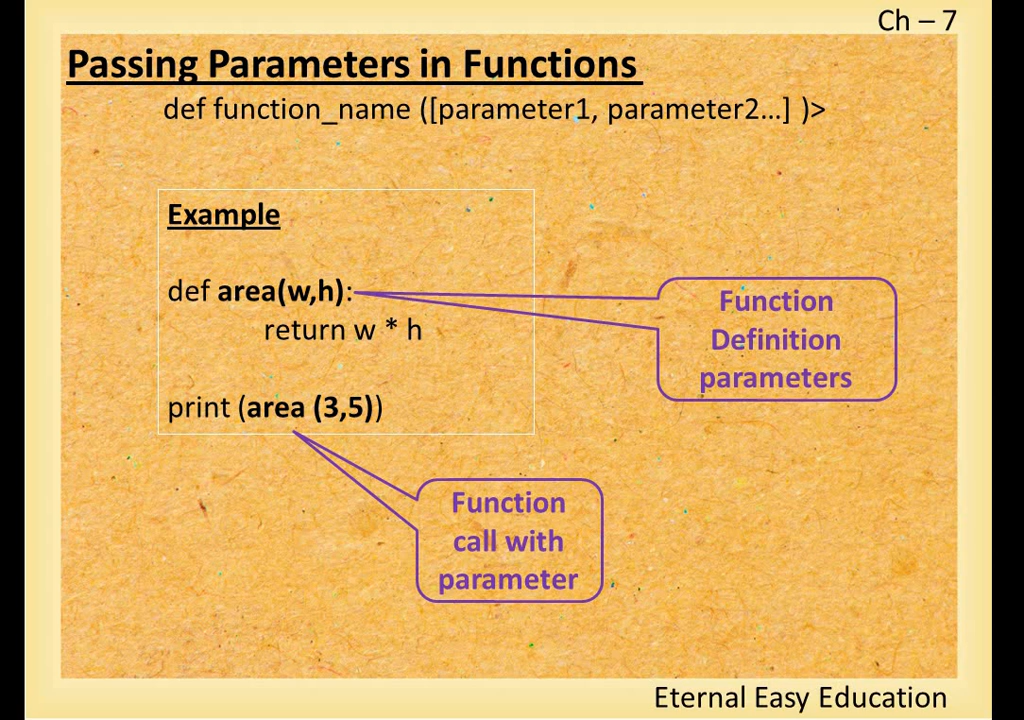 Ch – 7
Passing Parameters in Functions
def function_name ([parameter1, parameter2…] )>
Example
def area(w,h):
return w * h
print (area (3,5))
Function
Definition
parameters
Function
call with
parameter
Eternal Easy Education